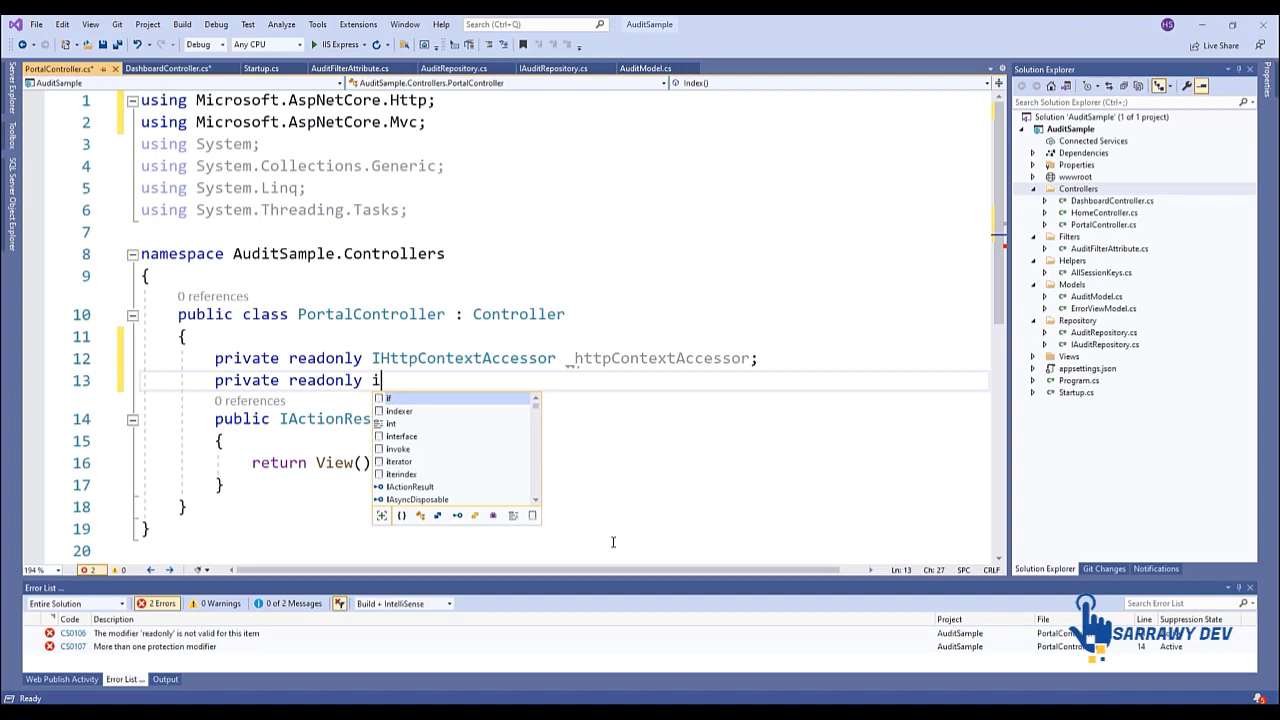 File Edit View Git Project Build Debug Test Analyze Tools Extensions Window Help Search (Ctrl+Q) AuditSample HS
Debug Any CPU IIS Express Live Share
PortalController.cs* DashboardController.cs* Startup.cs AuditFilterAttribute.cs AuditRepository.cs IAuditRepository.cs AuditModel.cs
AuditSample AuditSample.Controllers.PortalController Index()
Server Explorer
Toolbox
SQL Server Object Explorer
1 using Microsoft.AspNetCore.Http;
2 using Microsoft.AspNetCore.Mvc;
3 using System;
4 using System.Collections.Generic;
5 using System.Linq;
6 using System.Threading.Tasks;
7
8 namespace AuditSample.Controllers
9 {
0 references
10 public class PortalController : Controller
11 {
12 private readonly IHttpContextAccessor _httpContextAccessor;
13 private readonly i
0 references
14 public IActionRes
15 {
16 return View()
17 }
18 }
19 }
20
if
indexer
int
interface
invoke
iterator
iterindex
IActionResult
IAsyncDisposable
194 % 2 0 Ln: 13 Ch: 27 SPC CRLF
Solution Explorer
Search Solution Explorer (Ctrl+;)
Solution 'AuditSample' (1 of 1 project)
AuditSample
Connected Services
Dependencies
Properties
wwwroot
Controllers
DashboardController.cs
HomeController.cs
PortalController.cs
Filters
AuditFilterAttribute.cs
Helpers
AllSessionKeys.cs
Models
AuditModel.cs
ErrorViewModel.cs
Repository
AuditRepository.cs
IAuditRepository.cs
Views
appsettings.json
Program.cs
Startup.cs
Solution Explorer Git Changes Notifications
Properties
Error List
Entire Solution 2 Errors 0 Warnings 0 of 2 Messages Build + IntelliSense Search Error List
Code Description Project File Line Suppression State
CS0106 The modifier 'readonly' is not valid for this item AuditSample
CS0107 More than one protection modifier AuditSample 14 Active
SARRAWY DEV
Web Publish Activity Error List ... Output
Ready